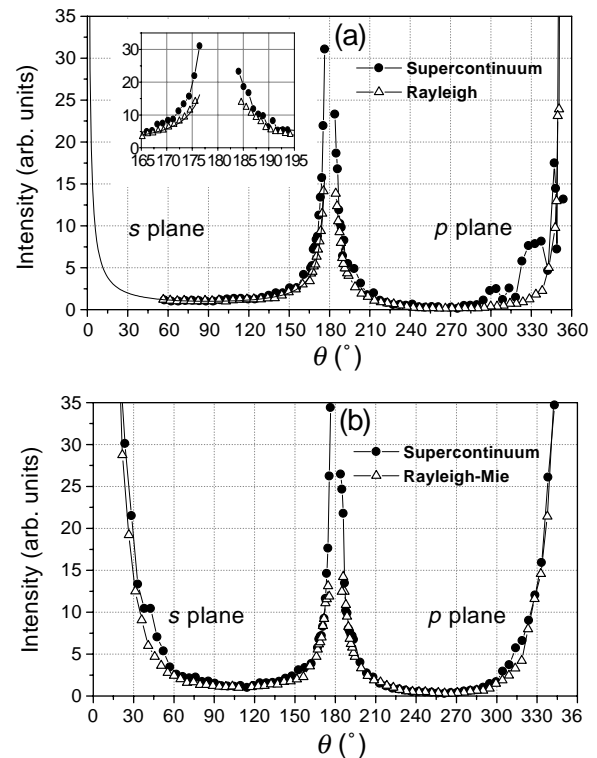 35
30
25
20
15
10
5
0
Intensity (arb. units)
30
20
10
0
165 170 175 180 185 190 195
(a)
Supercontinuum
Rayleigh
s plane
p plane
0 30 60 90 120 150 180 210 240 270 300 330 360
θ (°)
35
30
25
20
15
10
5
0
Intensity (arb. units)
(b)
Supercontinuum
Rayleigh-Mie
s plane
p plane
0 30 60 90 120 150 180 210 240 270 300 330 36
θ (°)